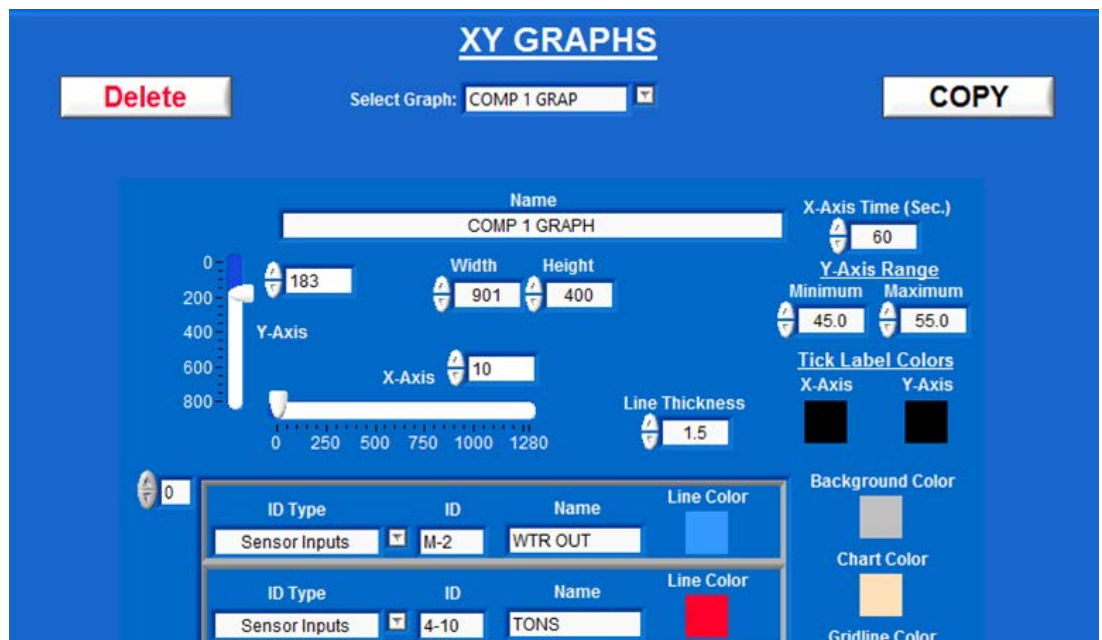 XY GRAPHS
Delete
Select Graph: COMP 1 GRAP
COPY
Name
COMP 1 GRAPH
X-Axis Time (Sec.)
60
0
200
400
600
800
183
Y-Axis
Width Height
901 400
Y-Axis Range
Minimum Maximum
45.0 55.0
X-Axis 10
0 250 500 750 1000 1280
Line Thickness
1.5
Tick Label Colors
X-Axis Y-Axis
0
ID Type ID Name Line Color
Sensor Inputs M-2 WTR OUT
ID Type ID Name Line Color
Sensor Inputs 4-10 TONS
Background Color
Chart Color
Gridline Color